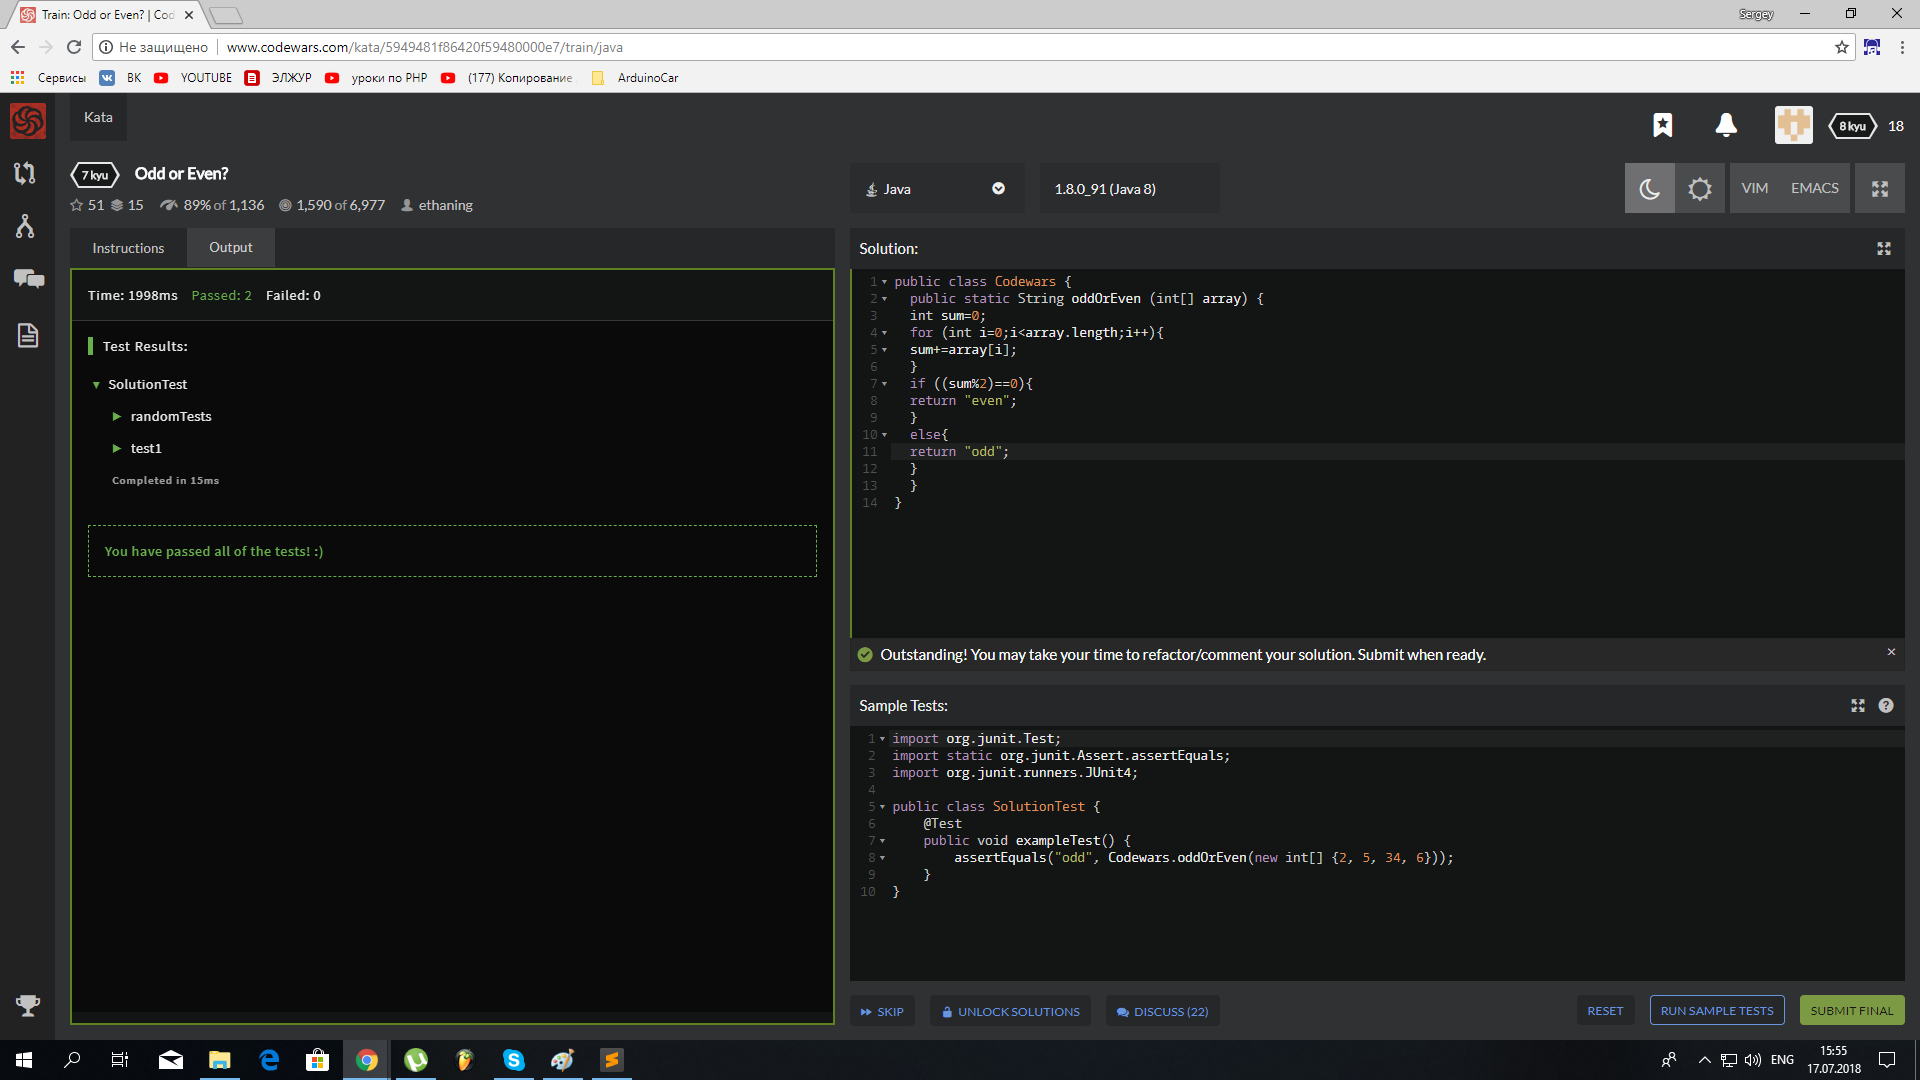 Train: Odd or Even? | Cod
Sergey
Не защищено
www.codewars.com/kata/5949481f86420f59480000e7/train/java
Сервисы
ВК
YOUTUBE
ЭЛЖУР
уроки по PHP
(177) Копирование
ArduinoCar
Kata
8 kyu
18
7 kyu
Odd or Even?
51
15
89% of 1,136
1,590 of 6,977
ethaning
Java
1.8.0_91 (Java 8)
VIM
EMACS
Instructions
Output
Time: 1998ms Passed: 2 Failed: 0
Test Results:
SolutionTest
randomTests
test1
Completed in 15ms
You have passed all of the tests! :)
Solution:
1 public class Codewars {
2 public static String oddOrEven (int[] array) {
3 int sum=0;
4 for (int i=0;i<array.length;i++){
5 sum+=array[i];
6 }
7 if ((sum%2)==0){
8 return "even";
9 }
10 else{
11 return "odd";
12 }
13 }
14 }
Outstanding! You may take your time to refactor/comment your solution. Submit when ready.
Sample Tests:
1 import org.junit.Test;
2 import static org.junit.Assert.assertEquals;
3 import org.junit.runners.JUnit4;
4
5 public class SolutionTest {
6 @Test
7 public void exampleTest() {
8 assertEquals("odd", Codewars.oddOrEven(new int[] {2, 5, 34, 6}));
9 }
10 }
SKIP
UNLOCK SOLUTIONS
DISCUSS (22)
RESET
RUN SAMPLE TESTS
SUBMIT FINAL
ENG
15:55
17.07.2018